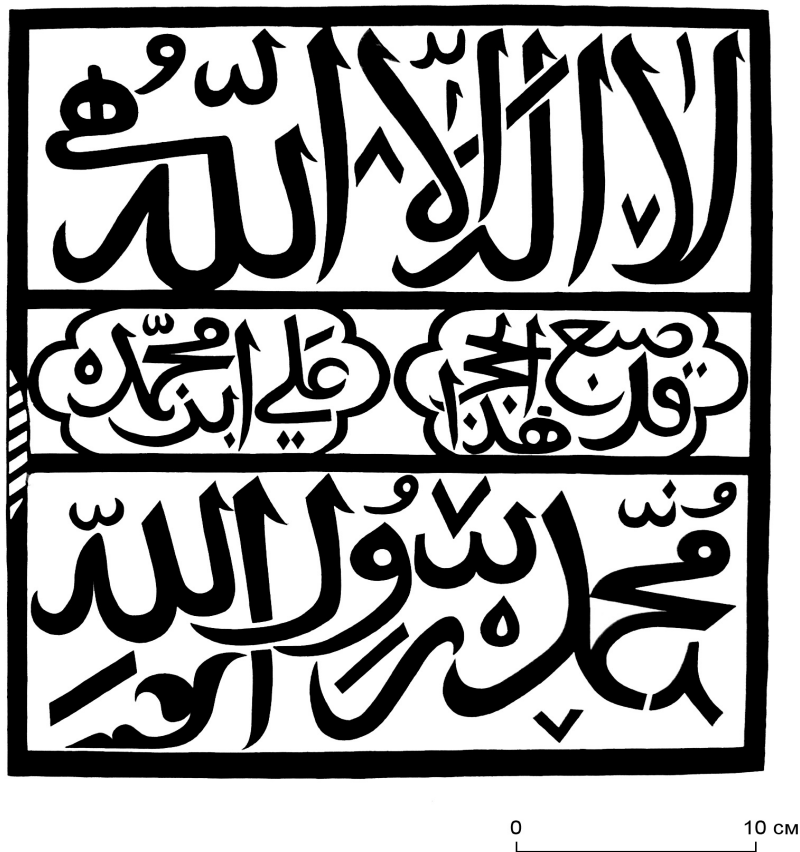 لا اله الا الله
قد صنع هذا الحجر
علي ابن محمد
محمد رسول الله
0 10 см